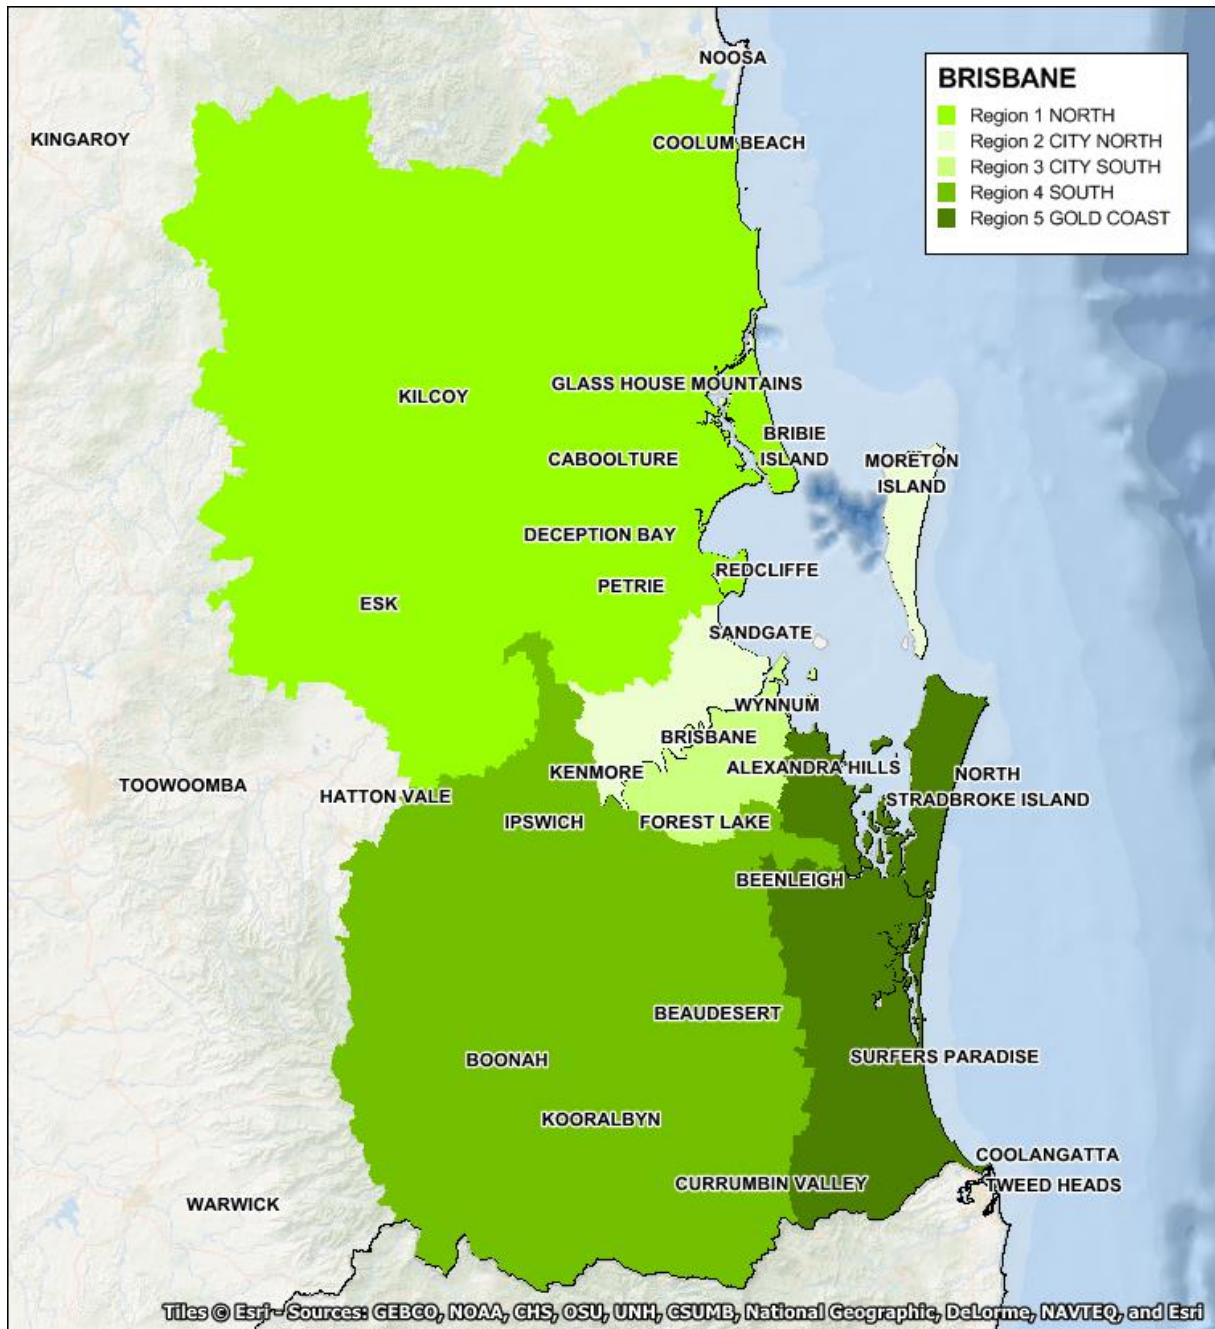 NOOSA
BRISBANE
Region 1 NORTH
Region 2 CITY NORTH
Region 3 CITY SOUTH
Region 4 SOUTH
Region 5 GOLD COAST
KINGAROY
COOLUM BEACH
KILCOY
GLASS HOUSE MOUNTAINS
BRIBIE
ISLAND
CABOOLTURE
MORETON
ISLAND
DECEPTION BAY
REDCLIFFE
PETRIE
ESK
SANDGATE
WYNNUM
BRISBANE
KENMORE
ALEXANDRA HILLS
NORTH
STRADBROKE ISLAND
TOOWOOMBA
HATTON VALE
IPSWICH
FOREST LAKE
BEENLEIGH
BEAUDESERT
BOONAH
SURFERS PARADISE
KOORALBYN
COOLANGATTA
CURRUMBIN VALLEY
TWEED HEADS
WARWICK
Tiles © Esri - Sources: GEBCO, NOAA, CHS, OSU, UNH, CSUMB, National Geographic, DeLorme, NAVTEQ, and Esri